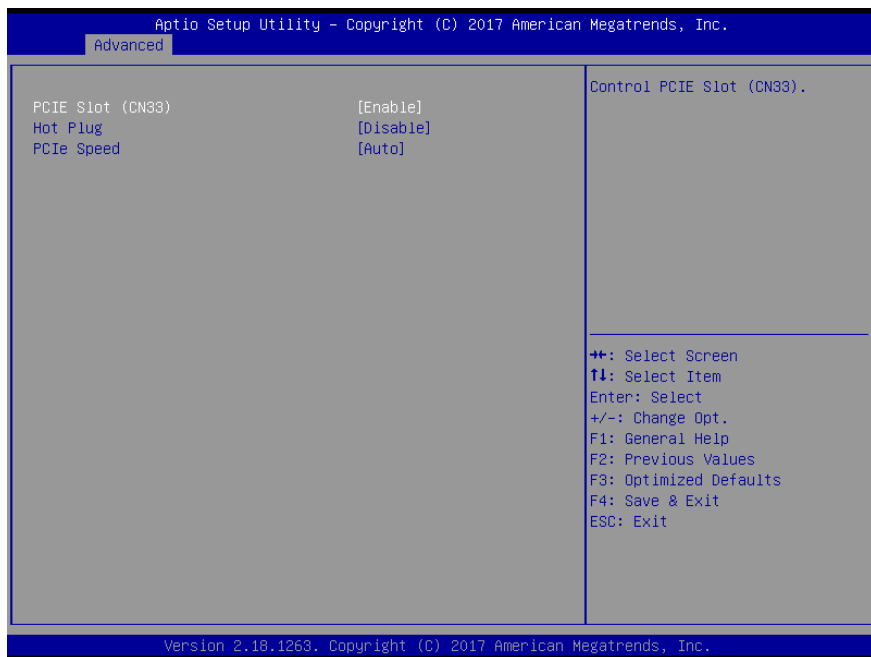 Aptio Setup Utility – Copyright (C) 2017 American Megatrends, Inc.
Advanced
PCIE Slot (CN33) [Enable]
Hot Plug [Disable]
PCIe Speed [Auto]
Control PCIE Slot (CN33).
→←: Select Screen
↑↓: Select Item
Enter: Select
+/-: Change Opt.
F1: General Help
F2: Previous Values
F3: Optimized Defaults
F4: Save & Exit
ESC: Exit
Version 2.18.1263. Copyright (C) 2017 American Megatrends, Inc.